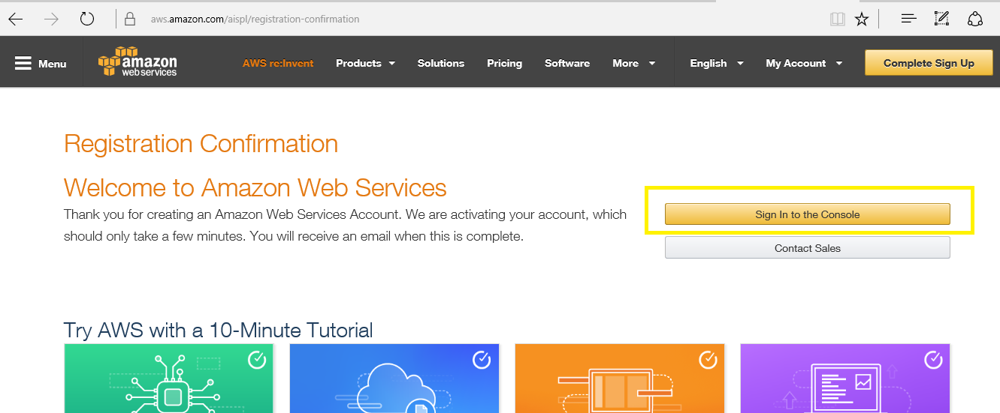 aws.amazon.com/aispl/registration-confirmation
Menu
amazon
web services
AWS re:Invent
Products
Solutions
Pricing
Software
More
English
My Account
Complete Sign Up
Registration Confirmation
Welcome to Amazon Web Services
Thank you for creating an Amazon Web Services Account. We are activating your account, which
should only take a few minutes. You will receive an email when this is complete.
Sign In to the Console
Contact Sales
Try AWS with a 10-Minute Tutorial